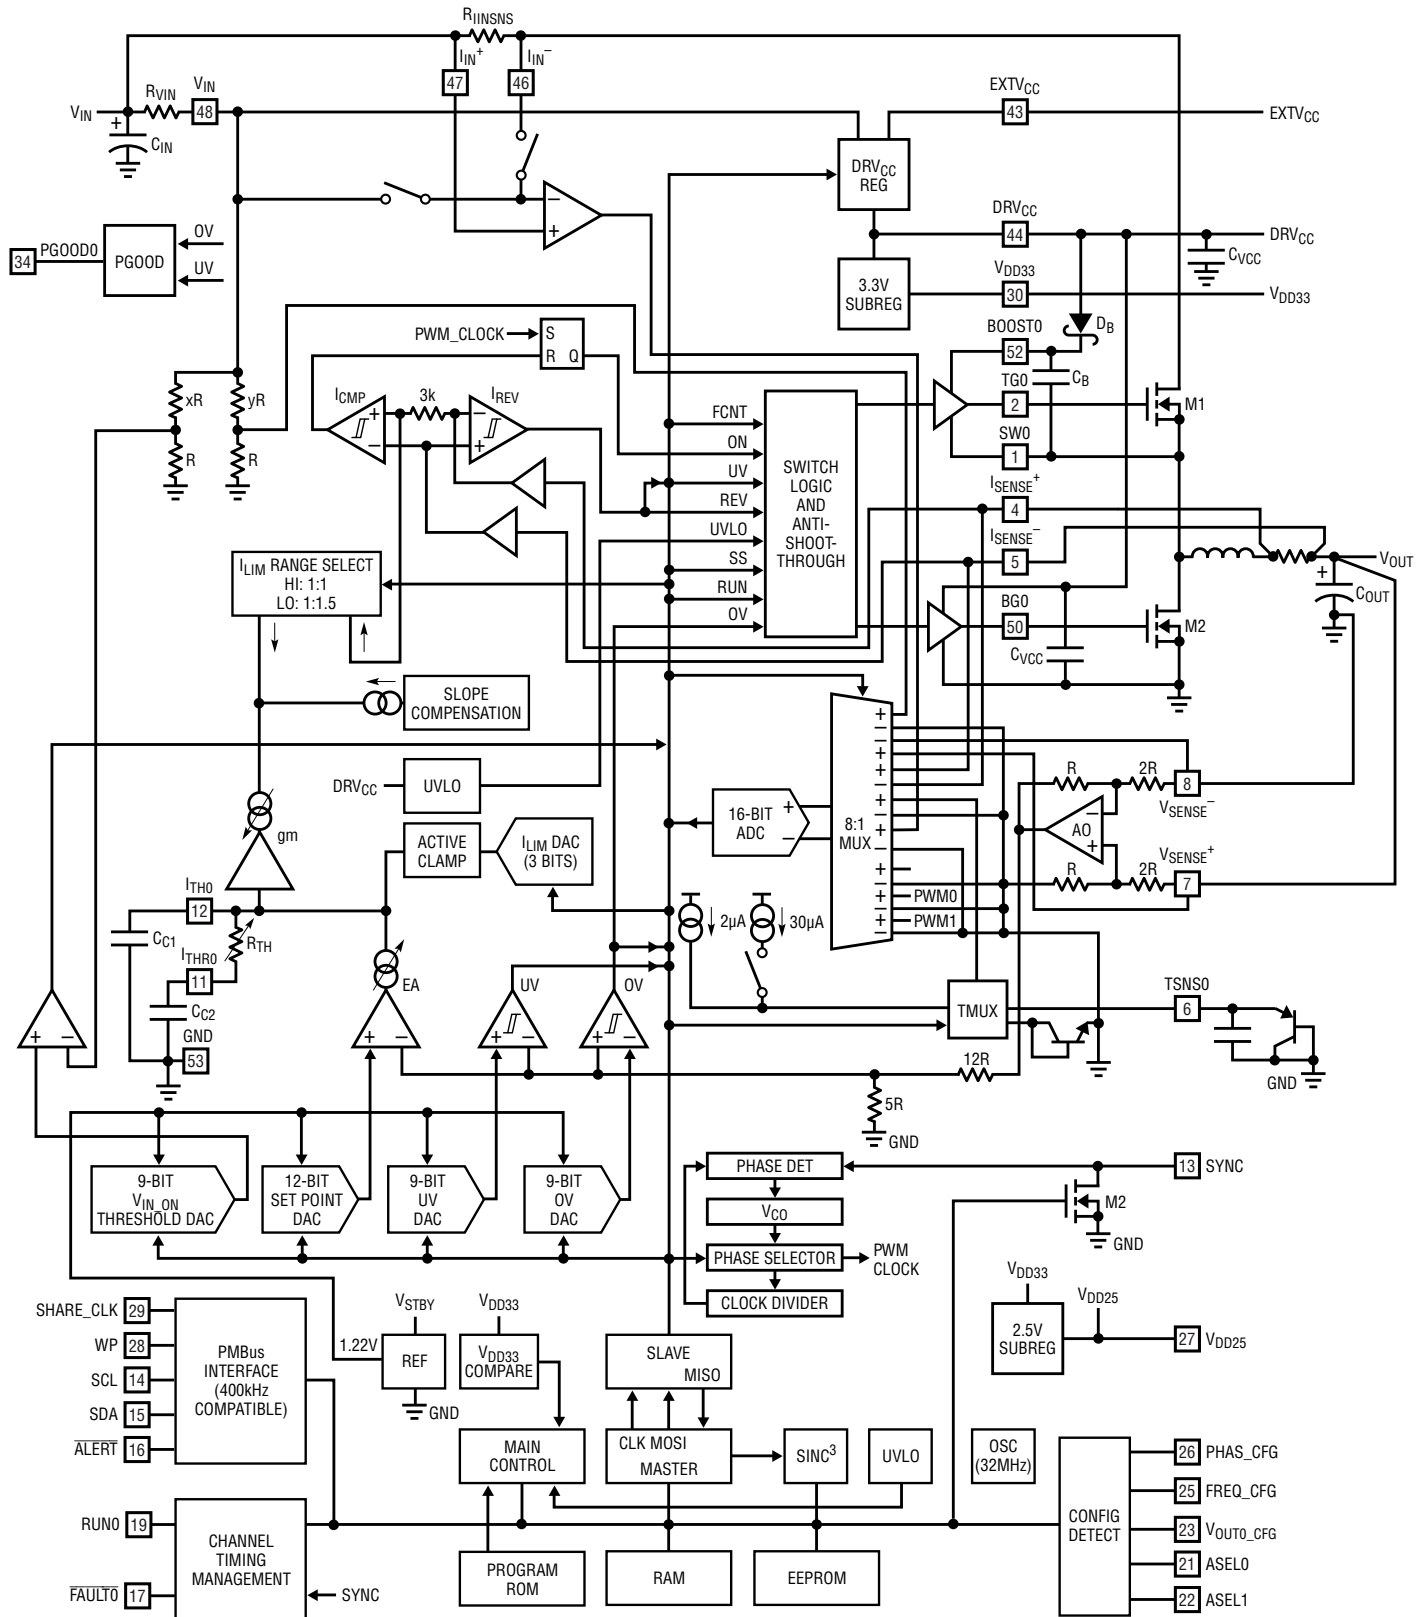 RIINSNS
IIN+
IIN–
47
46
VIN
RVIN
VIN
48
+
CIN
EXTVCC
43
EXTVCC
DRVCC
REG
–
+
DRVCC
44
DRVCC
CVCC
34
PGOOD0
PGOOD
OV
UV
3.3V
SUBREG
VDD33
30
VDD33
PWM_CLOCK
S
R Q
BOOST0
52
DB
CB
xR
yR
R
R
ICMP
+
–
3k
IREV
–
+
TG0
2
M1
SW0
1
FCNT
ON
UV
REV
UVLO
SS
RUN
OV
SWITCH
LOGIC
AND
ANTI-
SHOOT-
THROUGH
ISENSE+
4
ISENSE–
5
VOUT
+
COUT
ILIM RANGE SELECT
HI: 1:1
LO: 1:1.5
BG0
50
M2
CVCC
SLOPE
COMPENSATION
DRVCC
UVLO
gm
ACTIVE
CLAMP
ILIM DAC
(3 BITS)
16-BIT
ADC
+
–
8:1
MUX
+
–
–
+
+
–
+
–
+
–
+
–
+
–
+
–
PWM0
PWM1
R
2R
8
VSENSE–
–
AO
+
VSENSE+
R
2R
7
ITH0
12
CC1
RTH
ITHR0
11
CC2
GND
53
2µA
30µA
EA
UV
OV
+ –
+ –
+ –
+ –
TMUX
TSNS0
6
GND
12R
5R
GND
9-BIT
VIN_ON
THRESHOLD DAC
12-BIT
SET POINT
DAC
9-BIT
UV
DAC
9-BIT
OV
DAC
PHASE DET
VCO
PHASE SELECTOR
CLOCK DIVIDER
PWM
CLOCK
13
SYNC
M2
GND
SHARE_CLK
29
WP
28
SCL
14
SDA
15
ALERT
16
PMBus
INTERFACE
(400kHz
COMPATIBLE)
1.22V
VSTBY
REF
GND
VDD33
VDD33
COMPARE
SLAVE
MISO
VDD33
2.5V
SUBREG
VDD25
27
VDD25
MAIN
CONTROL
CLK MOSI
MASTER
SINC3
UVLO
OSC
(32MHz)
CONFIG
DETECT
26
PHAS_CFG
25
FREQ_CFG
23
VOUT0_CFG
21
ASEL0
22
ASEL1
RUN0
19
FAULT0
17
CHANNEL
TIMING
MANAGEMENT
SYNC
PROGRAM
ROM
RAM
EEPROM